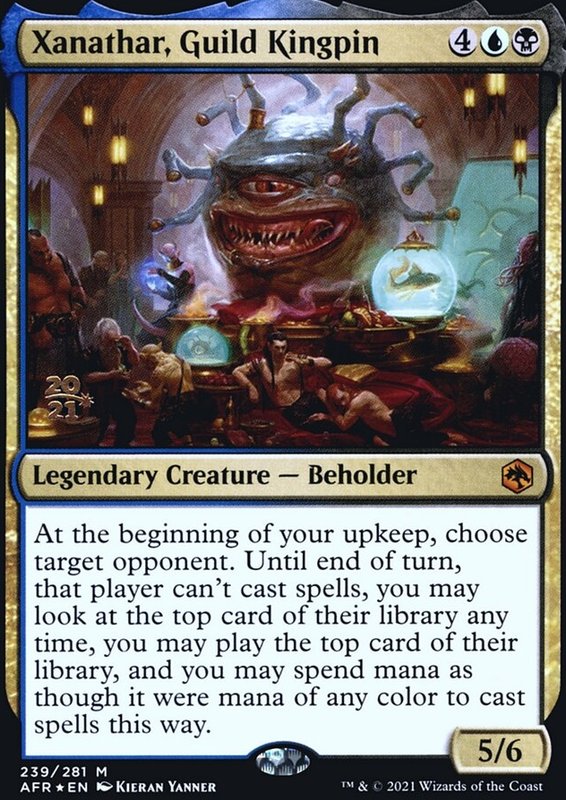 Xanathar, Guild Kingpin 4
20
21
Legendary Creature — Beholder
At the beginning of your upkeep, choose
target opponent. Until end of turn,
that player can't cast spells, you may
look at the top card of their library any
time, you may play the top card of their
library, and you may spend mana as
though it were mana of any color to cast
spells this way.
5/6
239/281 M
AFR★EN Kieran Yanner
™ & © 2021 Wizards of the Coast